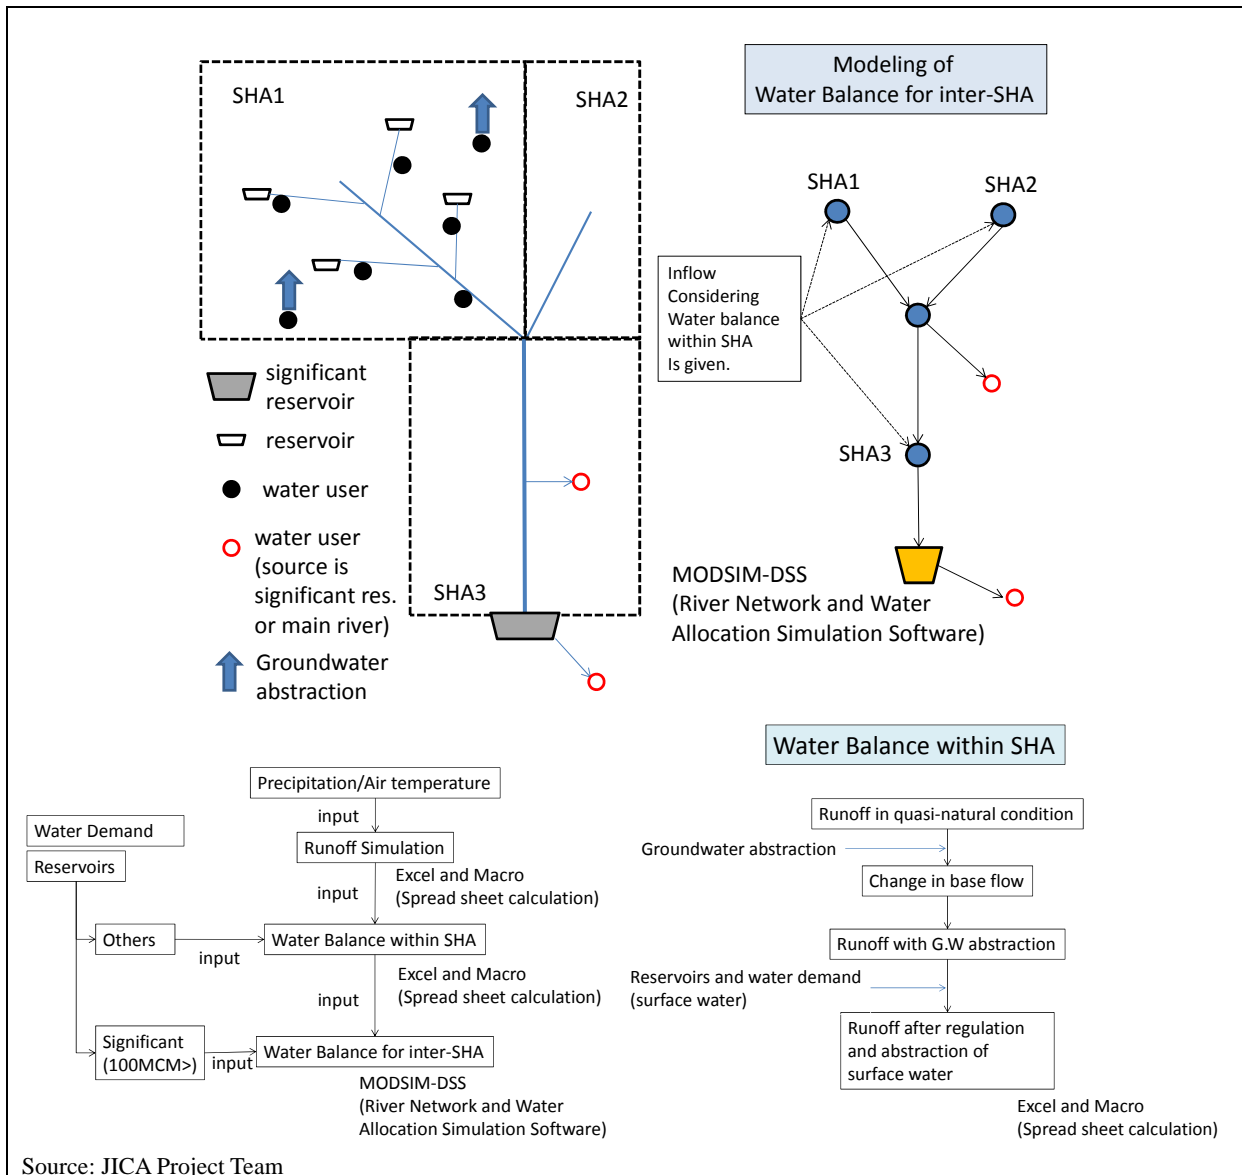 SHA1
SHA2
Modeling of
Water Balance for inter-SHA
SHA1
SHA2
Inflow
Considering
Water balance
within SHA
Is given.
significant
reservoir
reservoir
water user
water user
(source is
significant res.
or main river)
Groundwater
abstraction
SHA3
SHA3
MODSIM-DSS
(River Network and Water
Allocation Simulation Software)
Precipitation/Air temperature
input
Water Demand
Reservoirs
Runoff Simulation
input
Excel and Macro
(Spread sheet calculation)
Others
input
Water Balance within SHA
input
Excel and Macro
(Spread sheet calculation)
Significant
(100MCM>)
input
Water Balance for inter-SHA
MODSIM-DSS
(River Network and Water
Allocation Simulation Software)
Water Balance within SHA
Runoff in quasi-natural condition
Groundwater abstraction
Change in base flow
Runoff with G.W abstraction
Reservoirs and water demand
(surface water)
Runoff after regulation
and abstraction of
surface water
Excel and Macro
(Spread sheet calculation)
Source: JICA Project Team